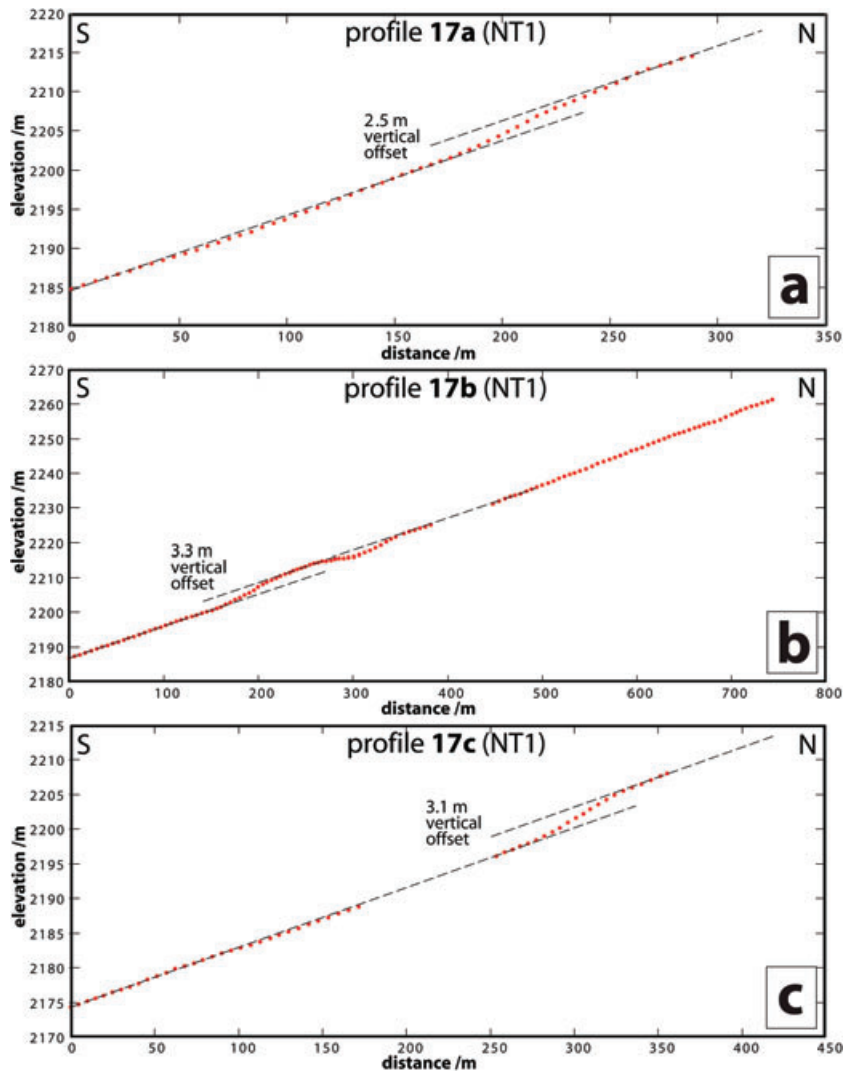 S profile 17a (NT1) N
2220
2215
2210
2205
2200
2195
2190
2185
2180
elevation /m
2.5 m
vertical
offset
a
0 50 100 150 200 250 300 350
distance /m
S profile 17b (NT1) N
2270
2260
2250
2240
2230
2220
2210
2200
2190
2180
elevation /m
3.3 m
vertical
offset
b
0 100 200 300 400 500 600 700 800
distance /m
S profile 17c (NT1) N
2215
2210
2205
2200
2195
2190
2185
2180
2175
2170
elevation /m
3.1 m
vertical
offset
c
0 50 100 150 200 250 300 350 400 450
distance /m